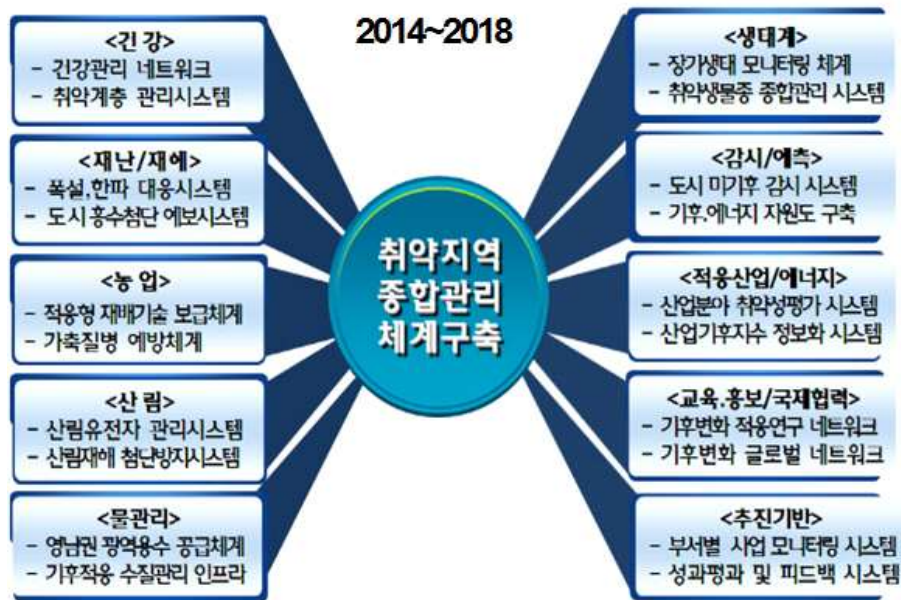 2014~2018
<건 강>
- 건강관리 네트워크
- 취약계층 관리시스템
<재난/재해>
- 폭설,한파 대응시스템
- 도시 홍수첨단 예보시스템
<농 업>
- 적응형 재배기술 보급체계
- 가축질병 예방체계
<산 림>
- 산림유전자 관리시스템
- 산림재해 첨단방지시스템
<물관리>
- 영남권 광역용수 공급체계
- 기후적응 수질관리 인프라
취약지역
종합관리
체계구축
<생태계>
- 장기생태 모니터링 체계
- 취약생물종 종합관리 시스템
<감시/예측>
- 도시 미기후 감시 시스템
- 기후,에너지 자원도 구축
<적응산업/에너지>
- 산업분야 취약성평가 시스템
- 산업기후지수 정보화 시스템
<교육.홍보/국제협력>
- 기후변화 적응연구 네트워크
- 기후변화 글로벌 네트워크
<추진기반>
- 부서별 사업 모니터링 시스템
- 성과평과 및 피드백 시스템